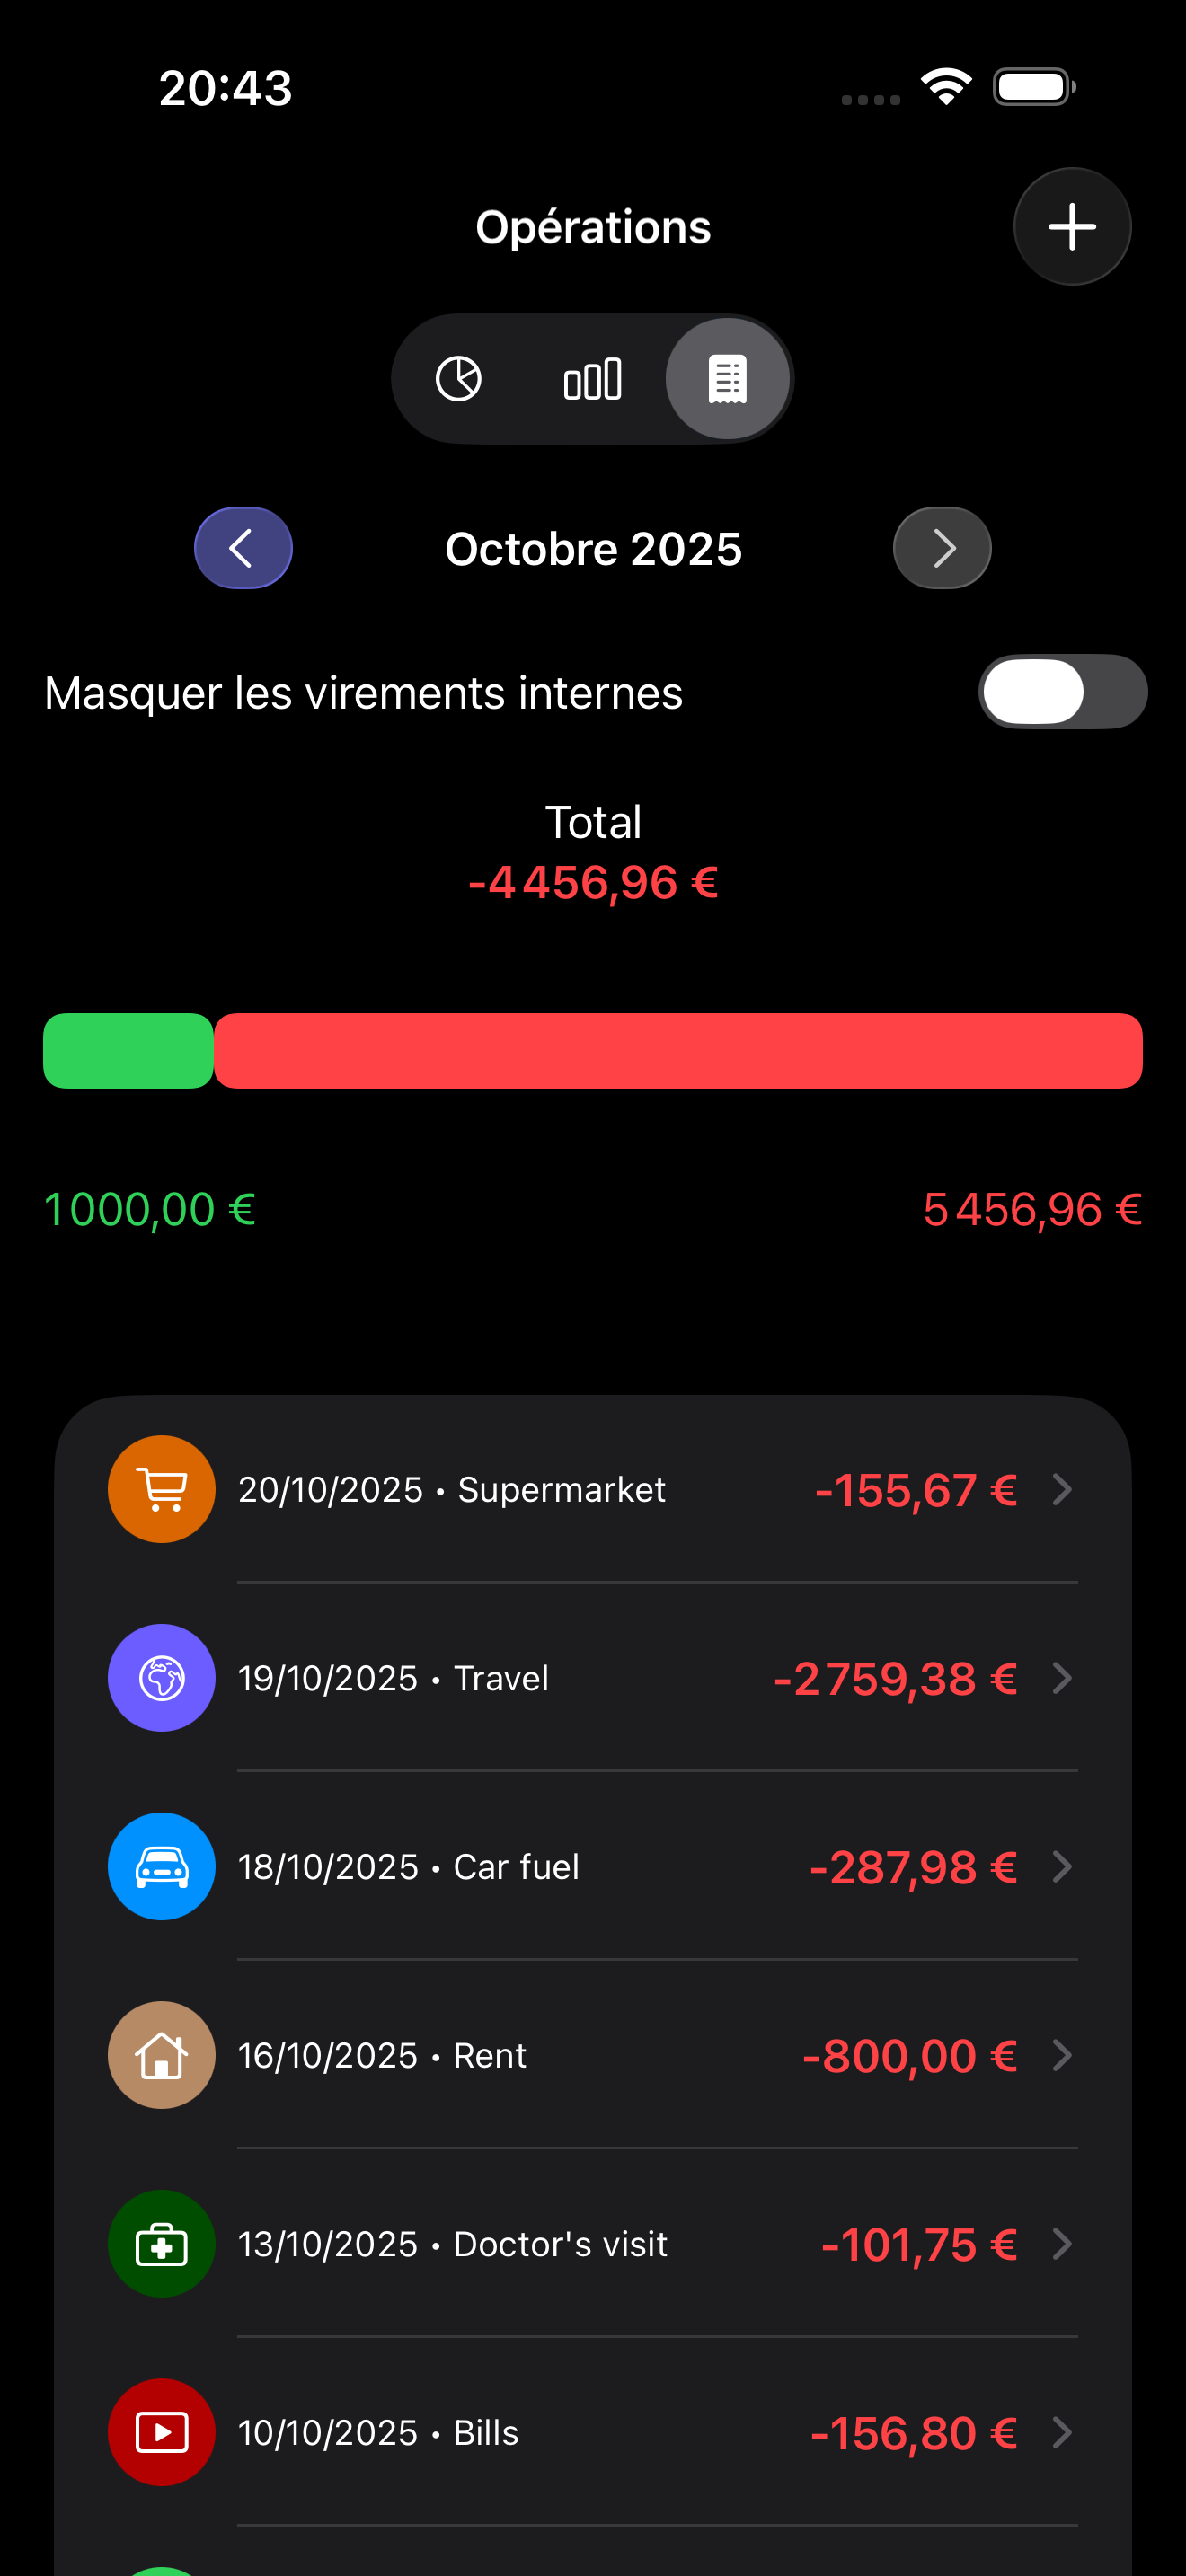 20:43
Opérations
Octobre 2025
Masquer les virements internes
Total
-4 456,96 €
1 000,00 € 5 456,96 €
20/10/2025 • Supermarket -155,67 €
19/10/2025 • Travel -2 759,38 €
18/10/2025 • Car fuel -287,98 €
16/10/2025 • Rent -800,00 €
13/10/2025 • Doctor's visit -101,75 €
10/10/2025 • Bills -156,80 €